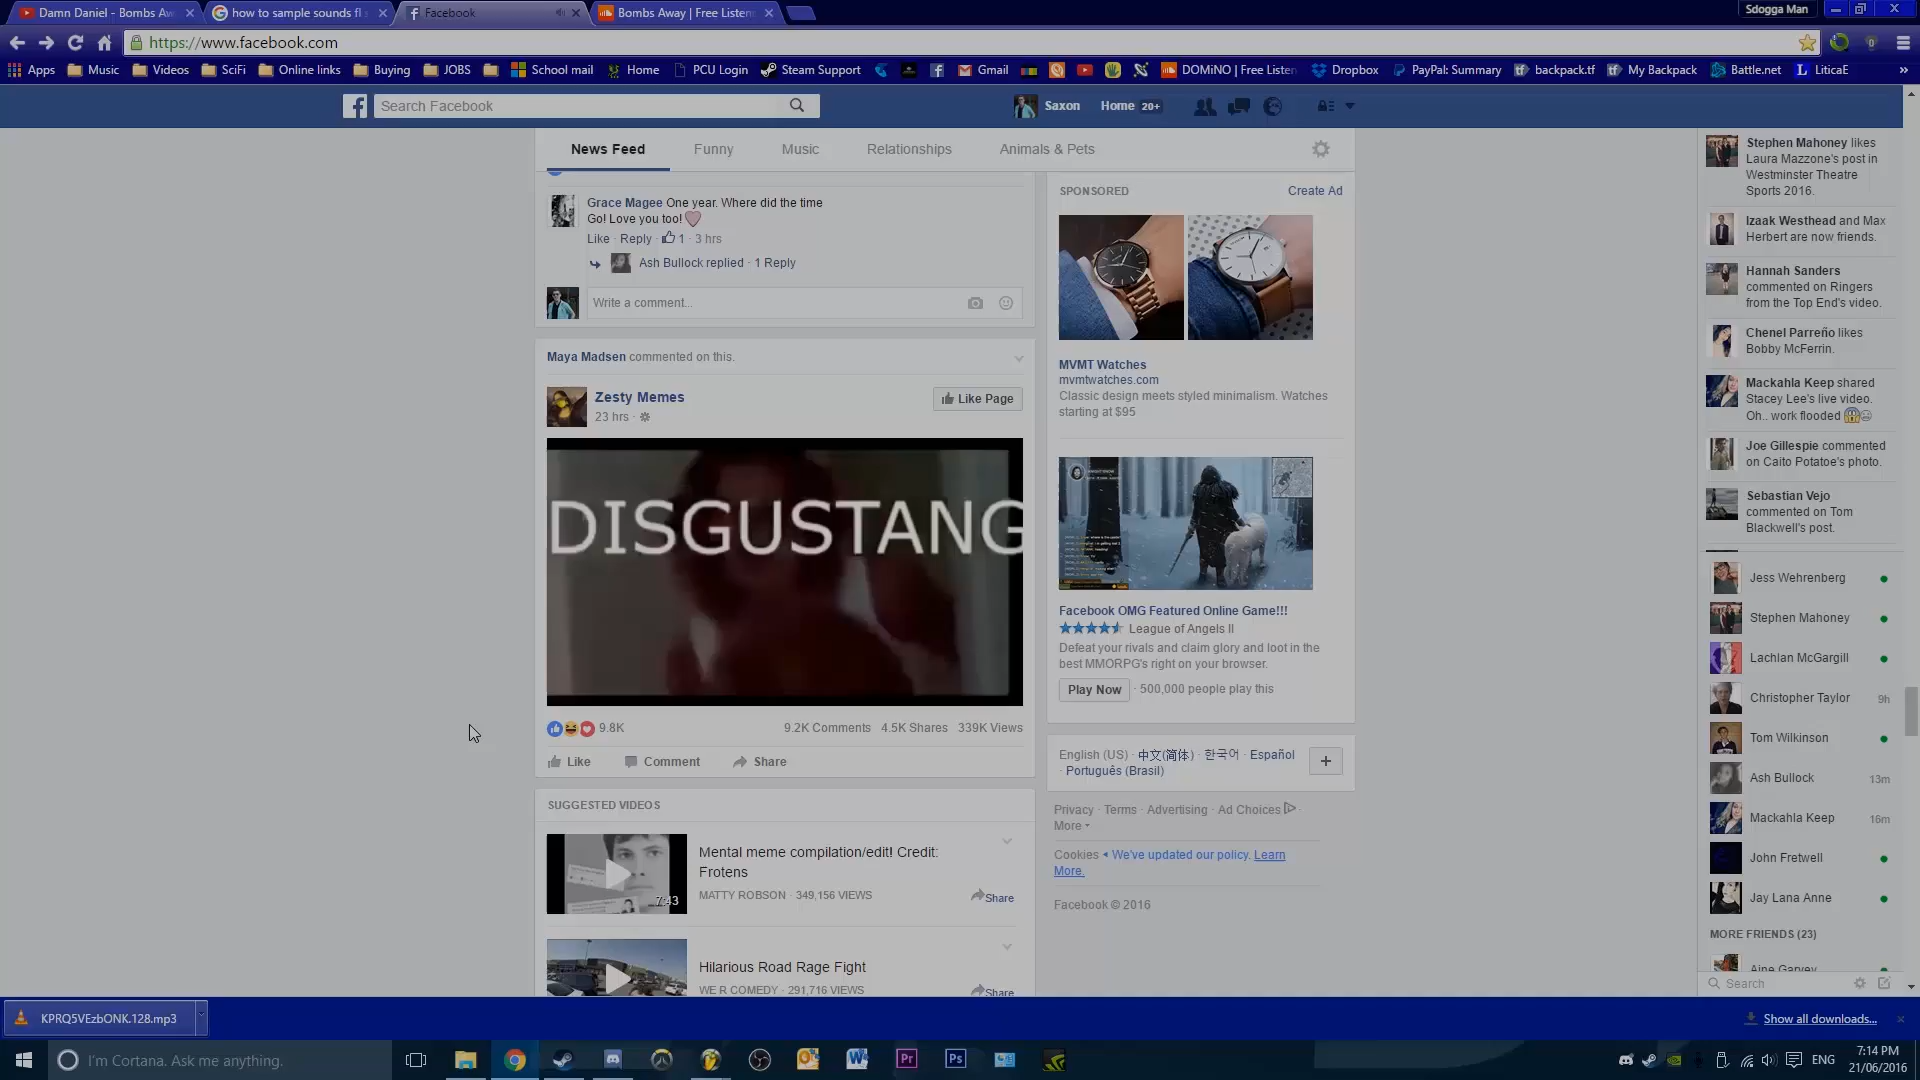 Damn Daniel - Bombs Aw
how to sample sounds fl s
Facebook
Bombs Away | Free Listen
Sdogga Man
https://www.facebook.com
Apps Music Videos SciFi Online links Buying JOBS School mail Home PCU Login Steam Support Gmail DOMiNO | Free Listen Dropbox PayPal: Summary backpack.tf My Backpack Battle.net LiticaE »
Search Facebook
Saxon Home 20+
News Feed Funny Music Relationships Animals & Pets
Grace Magee One year. Where did the time
Go! Love you too!
Like · Reply · 1 · 3 hrs
Ash Bullock replied · 1 Reply
Write a comment...
Maya Madsen commented on this.
Zesty Memes
23 hrs ·
Like Page
DISGUSTANG
9.8K
9.2K Comments 4.5K Shares 339K Views
Like Comment Share
SUGGESTED VIDEOS
7:43
Mental meme compilation/edit! Credit:
Frotens
MATTY ROBSON · 349,156 VIEWS
Share
Hilarious Road Rage Fight
WE R COMEDY · 291,716 VIEWS
Share
SPONSORED
Create Ad
MVMT Watches
mvmtwatches.com
Classic design meets styled minimalism. Watches
starting at $95
Facebook OMG Featured Online Game!!!
League of Angels II
Defeat your rivals and claim glory and loot in the
best MMORPG's right on your browser.
Play Now · 500,000 people play this
English (US) · 中文(简体) · 한국어 · Español
· Português (Brasil)
+
Privacy · Terms · Advertising · Ad Choices ·
More
Cookies We've updated our policy. Learn
More.
Facebook © 2016
Stephen Mahoney likes
Laura Mazzone's post in
Westminster Theatre
Sports 2016.
Izaak Westhead and Max
Herbert are now friends.
Hannah Sanders
commented on Ringers
from the Top End's video.
Chenel Parreño likes
Bobby McFerrin.
Mackahla Keep shared
Stacey Lee's live video.
Oh.. work flooded
Joe Gillespie commented
on Caito Potatoe's photo.
Sebastian Vejo
commented on Tom
Blackwell's post.
Jess Wehrenberg
Stephen Mahoney
Lachlan McGargill
Christopher Taylor 9h
Tom Wilkinson
Ash Bullock 13m
Mackahla Keep 16m
John Fretwell
Jay Lana Anne
MORE FRIENDS (23)
Aine Garvey
Search
KPRQ5VEzbONK.128.mp3
Show all downloads...
I'm Cortana. Ask me anything.
ENG
7:14 PM
21/06/2016